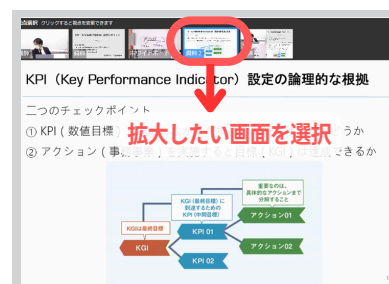 点選択 クリックすると視点を変更できます
資料2
KPI（Key Performance Indicator）設定の論理的な根拠
二つのチェックポイント
① KPI ( 数値目標 )
うか
拡大したい画面を選択
② アクション ( 事
きるか
重要なのは、
具体的なアクションまで
分解すること
KGI (最終目標) に
到達するための
KPI (中間目標)
アクション01
KGIは最終目標
KPI 01
KGI
アクション02
KPI 02